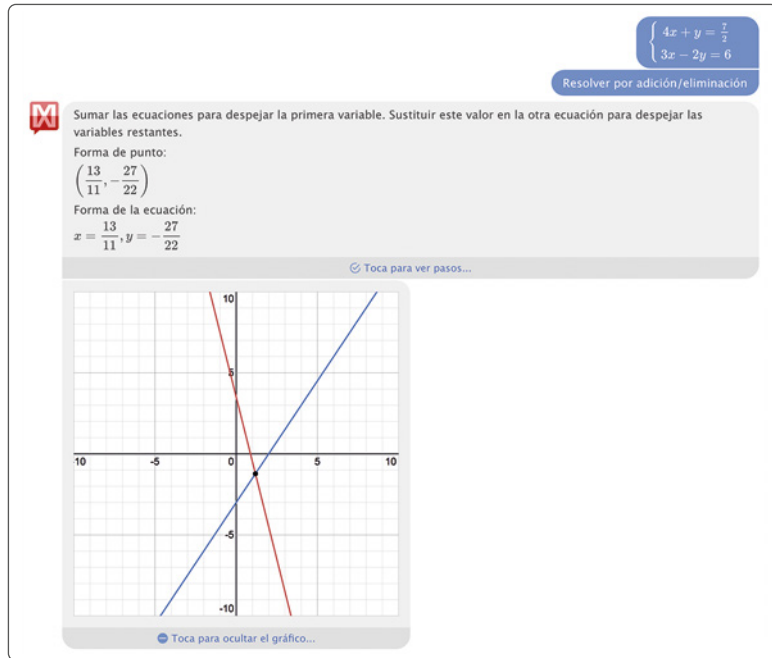 4x + y = 7/2
3x − 2y = 6
Resolver por adición/eliminación
M
Sumar las ecuaciones para despejar la primera variable. Sustituir este valor en la otra ecuación para despejar las
variables restantes.
Forma de punto:
(13/11, −27/22)
Forma de la ecuación:
x = 13/11, y = −27/22
Toca para ver pasos...
10
5
-10 -5 0 5 10
-5
-10
Toca para ocultar el gráfico...